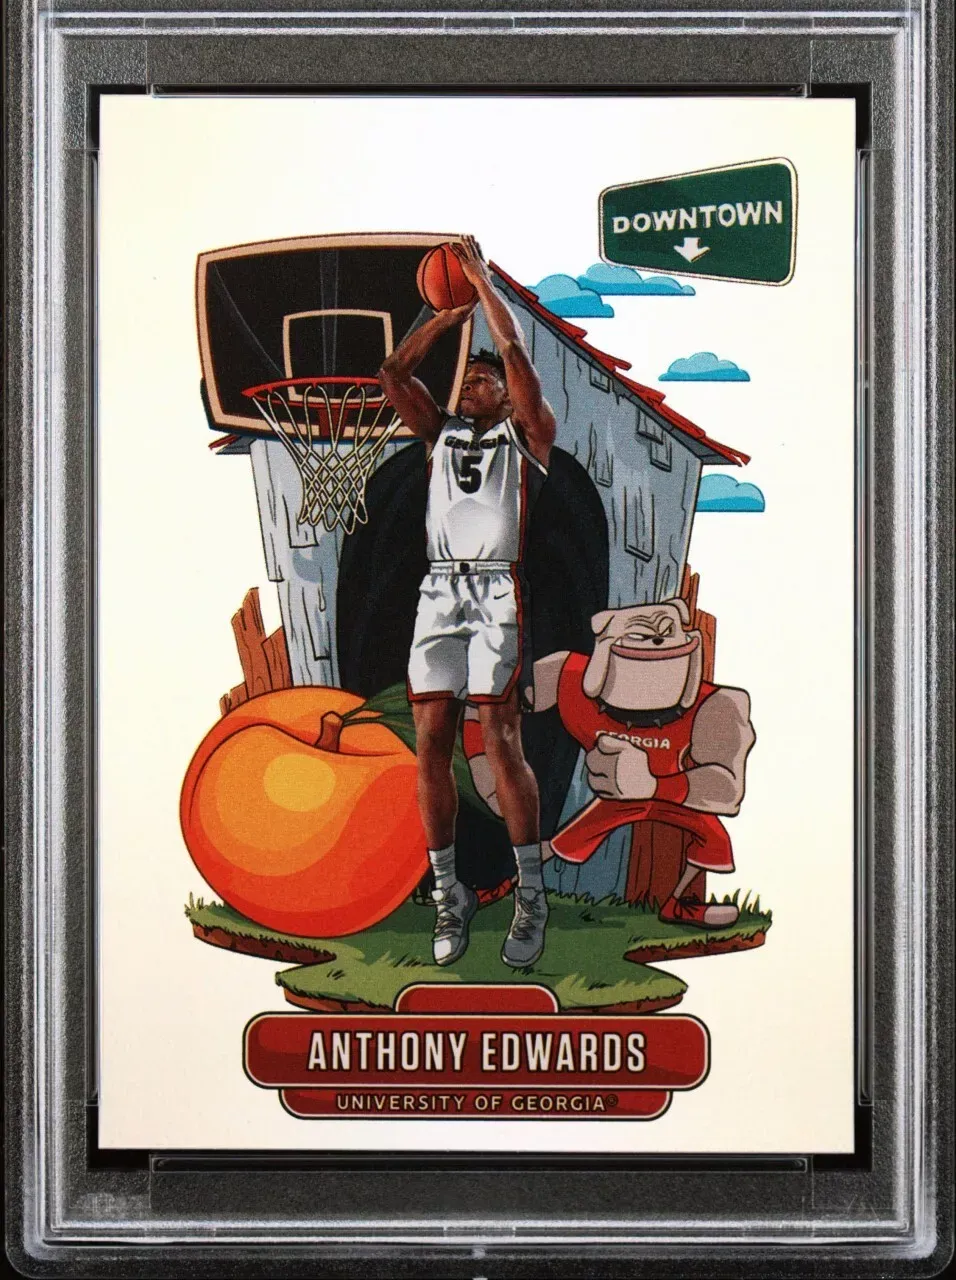 DOWNTOWN
GEORGIA
5
GEORGIA
ANTHONY EDWARDS
UNIVERSITY OF GEORGIA®